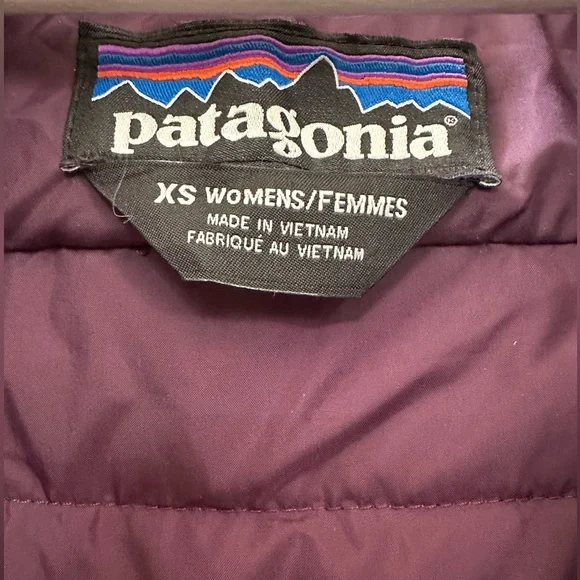 patagonia®
XS WOMENS/FEMMES
MADE IN VIETNAM
FABRIQUÉ AU VIETNAM